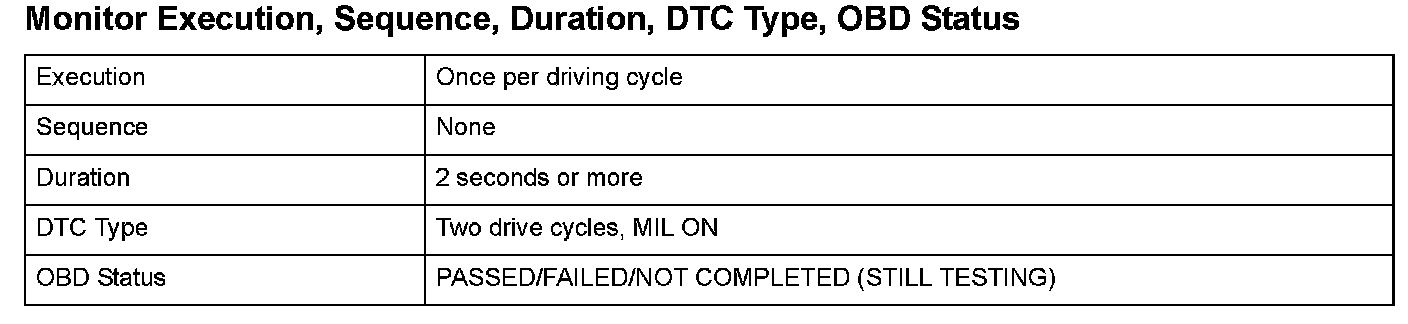 Monitor Execution, Sequence, Duration, DTC Type, OBD Status
Execution Once per driving cycle
Sequence None
Duration 2 seconds or more
DTC Type Two drive cycles, MIL ON
OBD Status PASSED/FAILED/NOT COMPLETED (STILL TESTING)